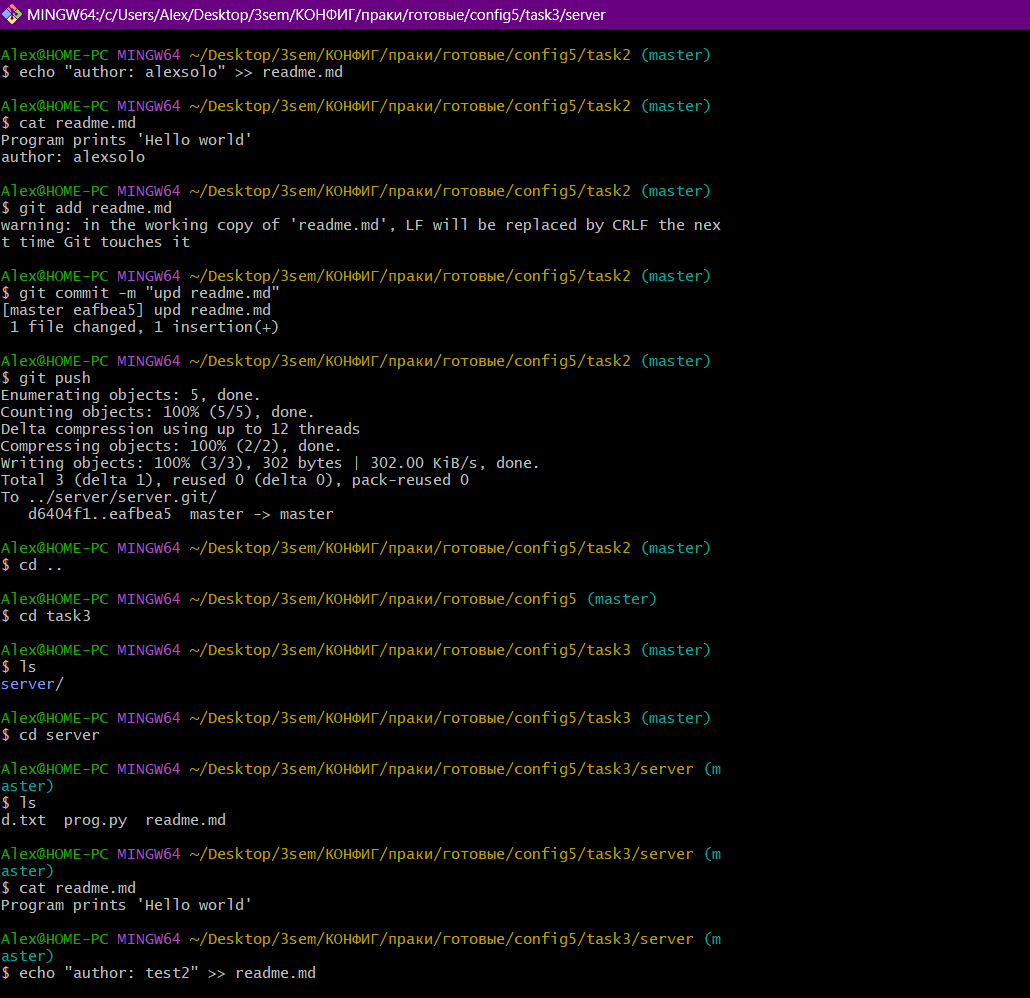 MINGW64:/c/Users/Alex/Desktop/3sem/КОНФИГ/праки/готовые/config5/task3/server
Alex@HOME-PC MINGW64 ~/Desktop/3sem/КОНФИГ/праки/готовые/config5/task2 (master)
$ echo "author: alexsolo" >> readme.md
Alex@HOME-PC MINGW64 ~/Desktop/3sem/КОНФИГ/праки/готовые/config5/task2 (master)
$ cat readme.md
Program prints 'Hello world'
author: alexsolo
Alex@HOME-PC MINGW64 ~/Desktop/3sem/КОНФИГ/праки/готовые/config5/task2 (master)
$ git add readme.md
warning: in the working copy of 'readme.md', LF will be replaced by CRLF the nex
t time Git touches it
Alex@HOME-PC MINGW64 ~/Desktop/3sem/КОНФИГ/праки/готовые/config5/task2 (master)
$ git commit -m "upd readme.md"
[master eafbea5] upd readme.md
 1 file changed, 1 insertion(+)
Alex@HOME-PC MINGW64 ~/Desktop/3sem/КОНФИГ/праки/готовые/config5/task2 (master)
$ git push
Enumerating objects: 5, done.
Counting objects: 100% (5/5), done.
Delta compression using up to 12 threads
Compressing objects: 100% (2/2), done.
Writing objects: 100% (3/3), 302 bytes | 302.00 KiB/s, done.
Total 3 (delta 1), reused 0 (delta 0), pack-reused 0
To ../server/server.git/
   d6404f1..eafbea5  master -> master
Alex@HOME-PC MINGW64 ~/Desktop/3sem/КОНФИГ/праки/готовые/config5/task2 (master)
$ cd ..
Alex@HOME-PC MINGW64 ~/Desktop/3sem/КОНФИГ/праки/готовые/config5 (master)
$ cd task3
Alex@HOME-PC MINGW64 ~/Desktop/3sem/КОНФИГ/праки/готовые/config5/task3 (master)
$ ls
server/
Alex@HOME-PC MINGW64 ~/Desktop/3sem/КОНФИГ/праки/готовые/config5/task3 (master)
$ cd server
Alex@HOME-PC MINGW64 ~/Desktop/3sem/КОНФИГ/праки/готовые/config5/task3/server (m
aster)
$ ls
d.txt  prog.py  readme.md
Alex@HOME-PC MINGW64 ~/Desktop/3sem/КОНФИГ/праки/готовые/config5/task3/server (m
aster)
$ cat readme.md
Program prints 'Hello world'
Alex@HOME-PC MINGW64 ~/Desktop/3sem/КОНФИГ/праки/готовые/config5/task3/server (m
aster)
$ echo "author: test2" >> readme.md